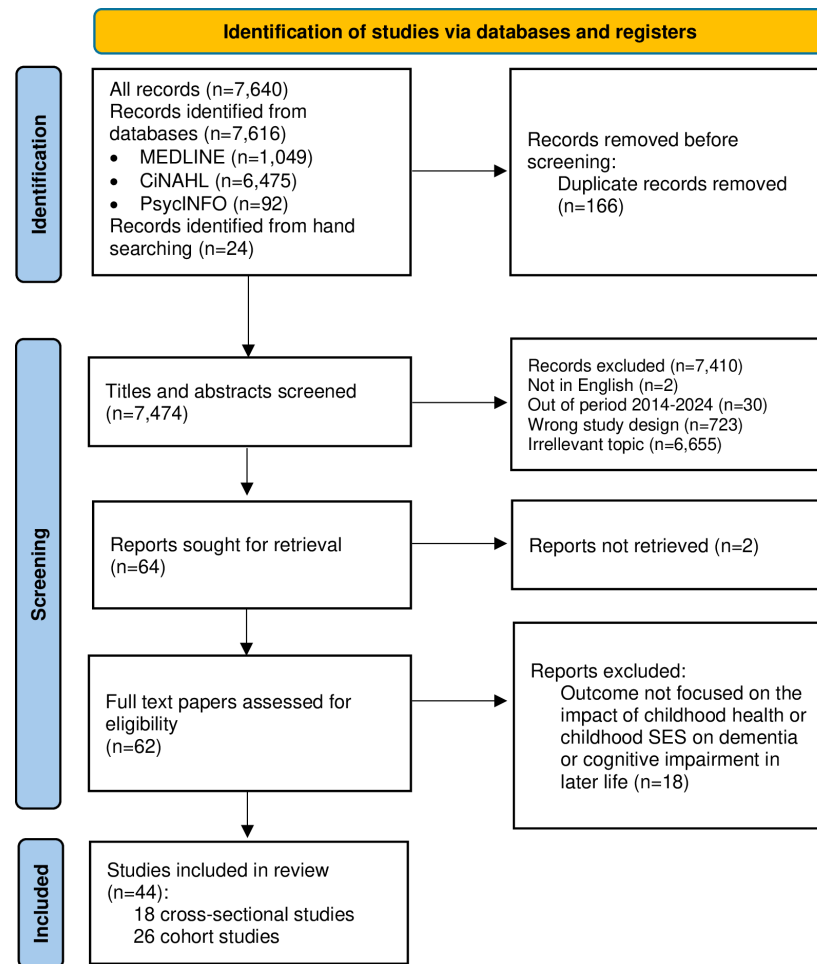 Identification of studies via databases and registers
Identification
All records (n=7,640)
Records identified from
databases (n=7,616)
• MEDLINE (n=1,049)
• CiNAHL (n=6,475)
• PsycINFO (n=92)
Records identified from hand
searching (n=24)
Records removed before
screening:
Duplicate records removed
(n=166)
Screening
Titles and abstracts screened
(n=7,474)
Records excluded (n=7,410)
Not in English (n=2)
Out of period 2014-2024 (n=30)
Wrong study design (n=723)
Irrellevant topic (n=6,655)
Reports sought for retrieval
(n=64)
Reports not retrieved (n=2)
Full text papers assessed for
eligibility
(n=62)
Reports excluded:
Outcome not focused on the
impact of childhood health or
childhood SES on dementia
or cognitive impairment in
later life (n=18)
Included
Studies included in review
(n=44):
18 cross-sectional studies
26 cohort studies